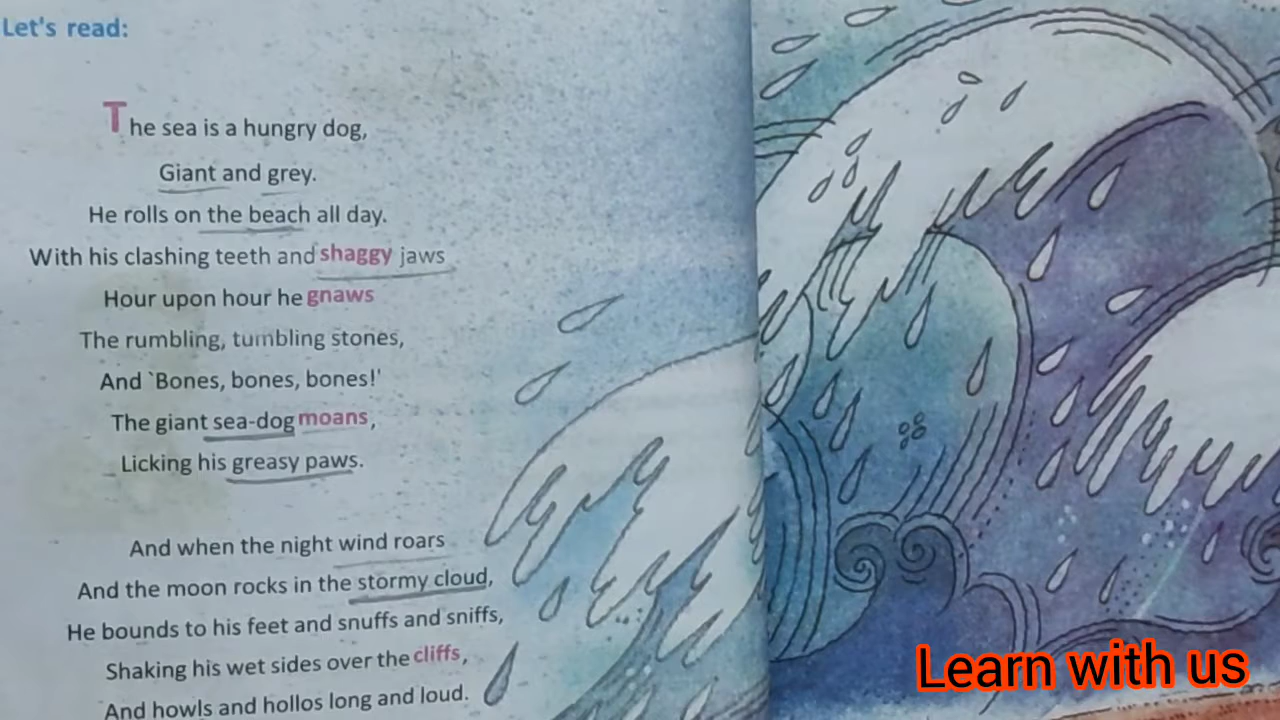 Let's read:
The sea is a hungry dog,
Giant and grey.
He rolls on the beach all day.
With his clashing teeth and shaggy jaws
Hour upon hour he gnaws
The rumbling, tumbling stones,
And `Bones, bones, bones!'
The giant sea-dog moans,
Licking his greasy paws.
And when the night wind roars
And the moon rocks in the stormy cloud,
He bounds to his feet and snuffs and sniffs,
Shaking his wet sides over the cliffs,
And howls and hollos long and loud.
Learn with us